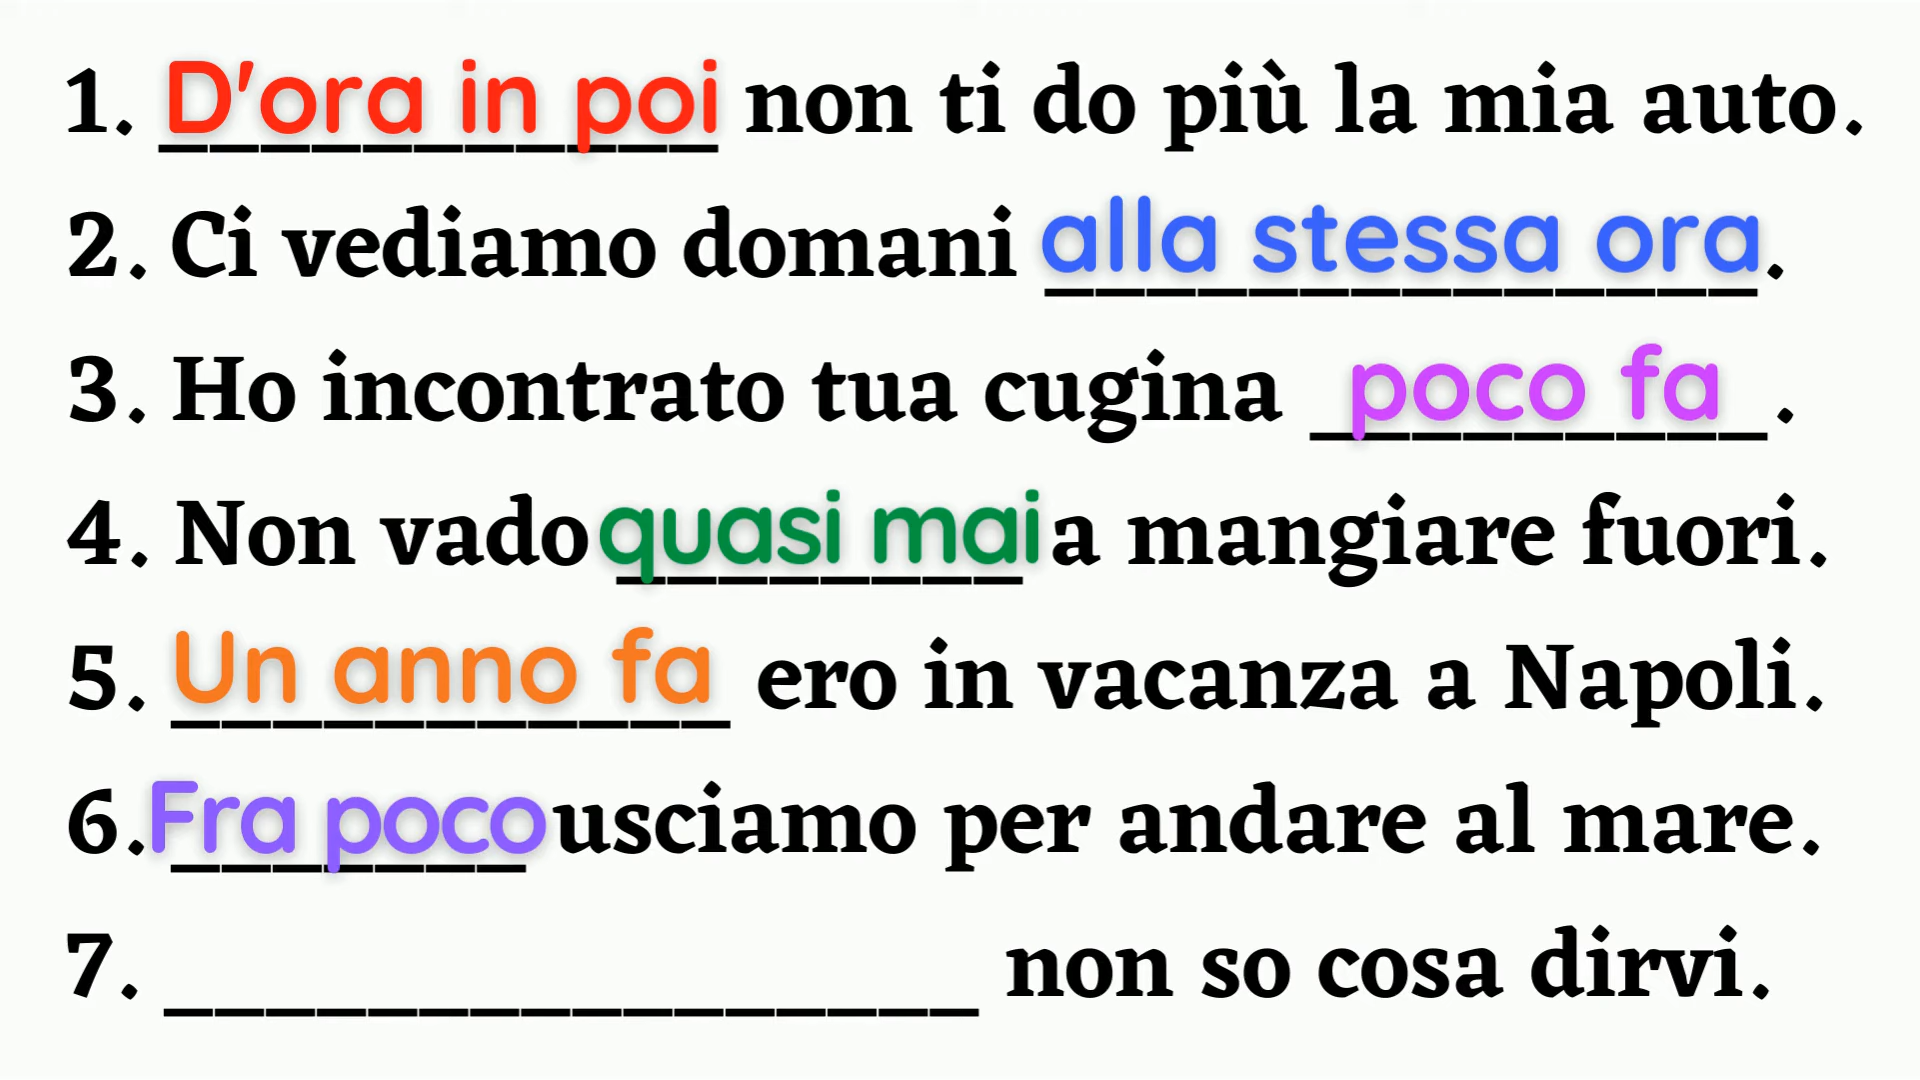 1. D'ora in poi non ti do più la mia auto.
2. Ci vediamo domani alla stessa ora.
3. Ho incontrato tua cugina poco fa.
4. Non vado quasi mai a mangiare fuori.
5. Un anno fa ero in vacanza a Napoli.
6. Fra poco usciamo per andare al mare.
7. ________________ non so cosa dirvi.